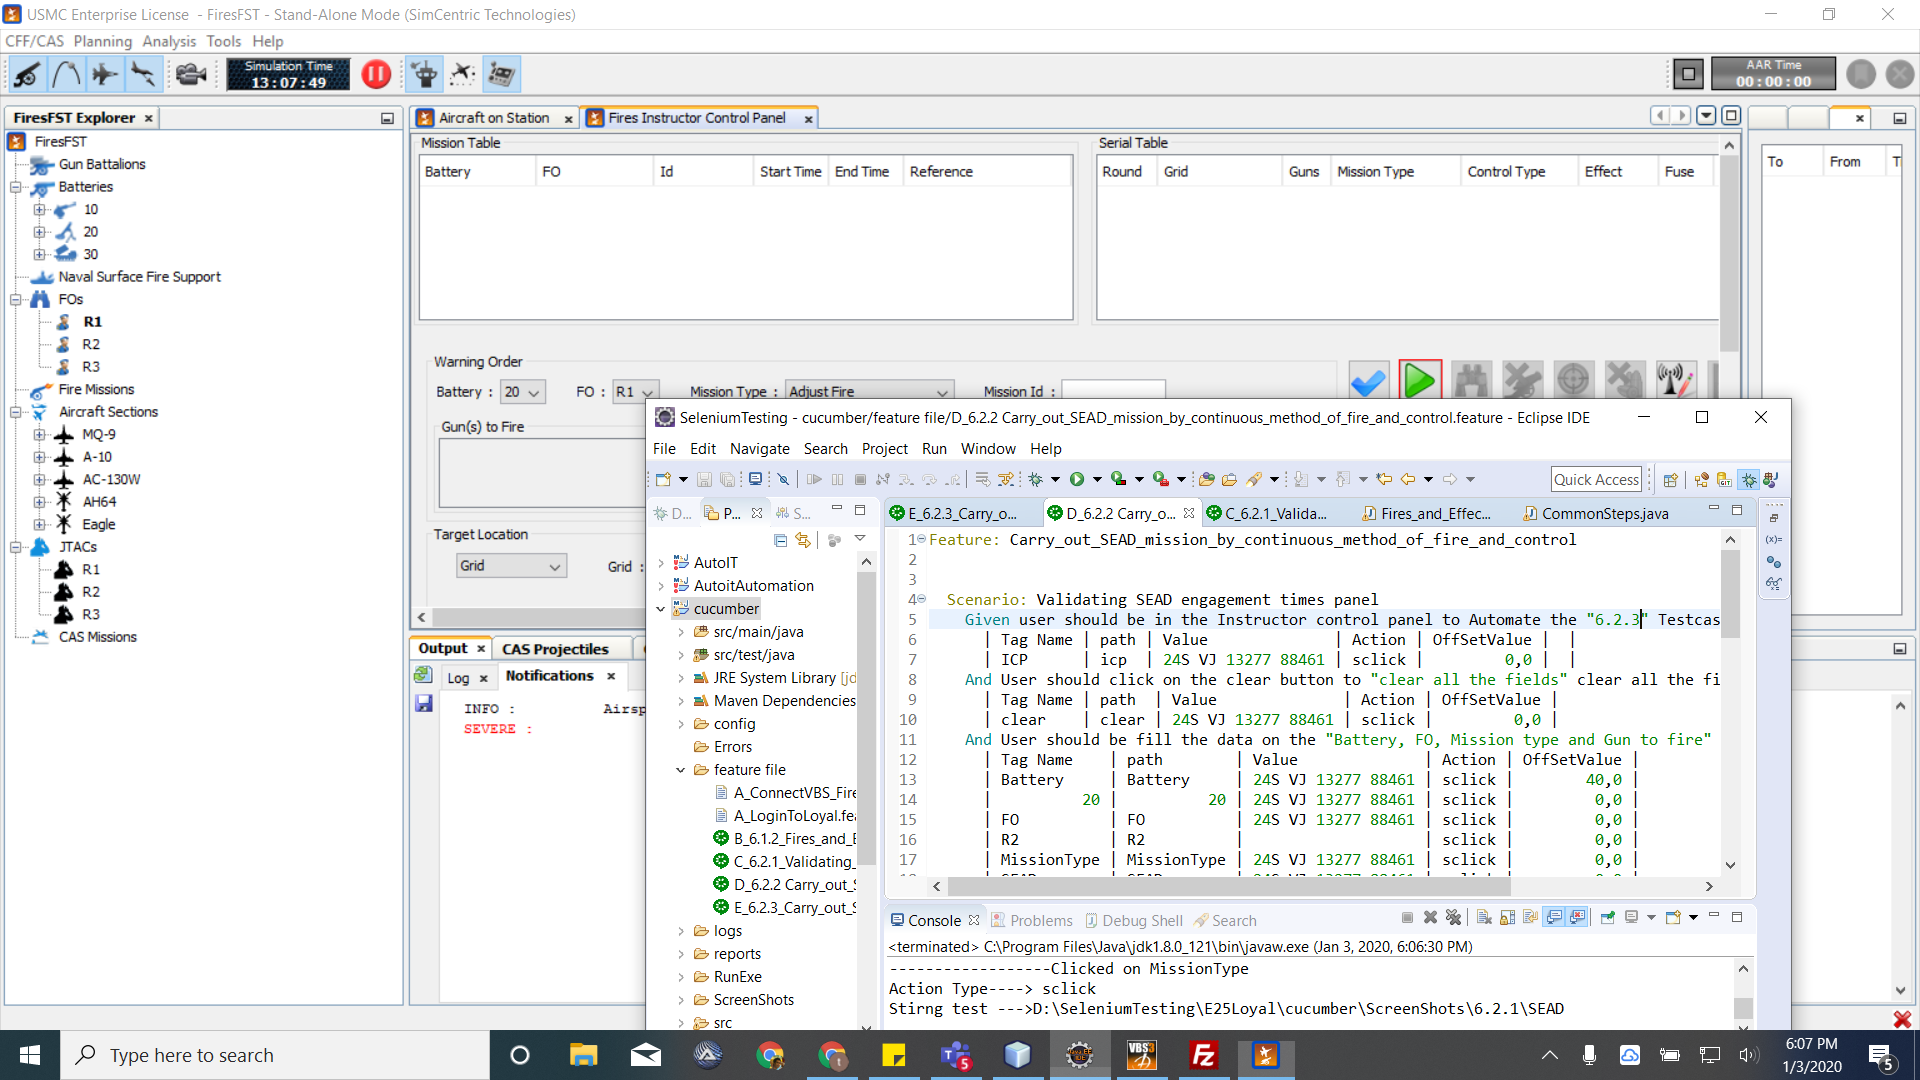 USMC Enterprise License - FiresFST - Stand-Alone Mode (SimCentric Technologies)
CFF/CAS Planning Analysis Tools Help
Simulation Time
13:07:49
AAR Time
00:00:00
FiresFST Explorer
FiresFST
Gun Battalions
Batteries
10
20
30
Naval Surface Fire Support
FOs
R1
R2
R3
Fire Missions
Aircraft Sections
MQ-9
A-10
AC-130W
AH64
Eagle
JTACs
R1
R2
R3
CAS Missions
Aircraft on Station
Fires Instructor Control Panel
Mission Table
Battery FO Id Start Time End Time Reference
Serial Table
Round Grid Guns Mission Type Control Type Effect Fuse
To From
Warning Order
Battery : 20 FO : R1 Mission Type : Adjust Fire Mission Id :
Gun(s) to Fire
Target Location
Grid Grid :
Output CAS Projectiles
Log Notifications
INFO : Airsp
SEVERE :
SeleniumTesting - cucumber/feature file/D_6.2.2 Carry_out_SEAD_mission_by_continuous_method_of_fire_and_control.feature - Eclipse IDE
File Edit Navigate Search Project Run Window Help
Quick Access
D... P... S...
AutoIT
AutoitAutomation
cucumber
src/main/java
src/test/java
JRE System Library [jd
Maven Dependencies
config
Errors
feature file
A_ConnectVBS_Fire
A_LoginToLoyal.fea
B_6.1.2_Fires_and_E
C_6.2.1_Validating_
D_6.2.2 Carry_out_S
E_6.2.3_Carry_out_S
logs
reports
RunExe
ScreenShots
src
E_6.2.3_Carry_o... D_6.2.2 Carry_o... C_6.2.1_Valida... Fires_and_Effec... CommonSteps.java
1 Feature: Carry_out_SEAD_mission_by_continuous_method_of_fire_and_control
2
3
4 Scenario: Validating SEAD engagement times panel
5 Given user should be in the Instructor control panel to Automate the "6.2.3" Testcas
6 | Tag Name | path | Value | Action | OffSetValue | |
7 | ICP | icp | 24S VJ 13277 88461 | sclick | 0,0 | |
8 And User should click on the clear button to "clear all the fields" clear all the fi
9 | Tag Name | path | Value | Action | OffSetValue |
10 | clear | clear | 24S VJ 13277 88461 | sclick | 0,0 |
11 And User should be fill the data on the "Battery, FO, Mission type and Gun to fire"
12 | Tag Name | path | Value | Action | OffSetValue |
13 | Battery | Battery | 24S VJ 13277 88461 | sclick | 40,0 |
14 | 20 | 20 | 24S VJ 13277 88461 | sclick | 0,0 |
15 | FO | FO | 24S VJ 13277 88461 | sclick | 0,0 |
16 | R2 | R2 | | sclick | 0,0 |
17 | MissionType | MissionType | 24S VJ 13277 88461 | sclick | 0,0 |
Console Problems Debug Shell Search
<terminated> C:\Program Files\Java\jdk1.8.0_121\bin\javaw.exe (Jan 3, 2020, 6:06:30 PM)
------------------Clicked on MissionType
Action Type----> sclick
Stirng test --->D:\SeleniumTesting\E25Loyal\cucumber\ScreenShots\6.2.1\SEAD
Type here to search
5
VBS3
6:07 PM
1/3/2020
5